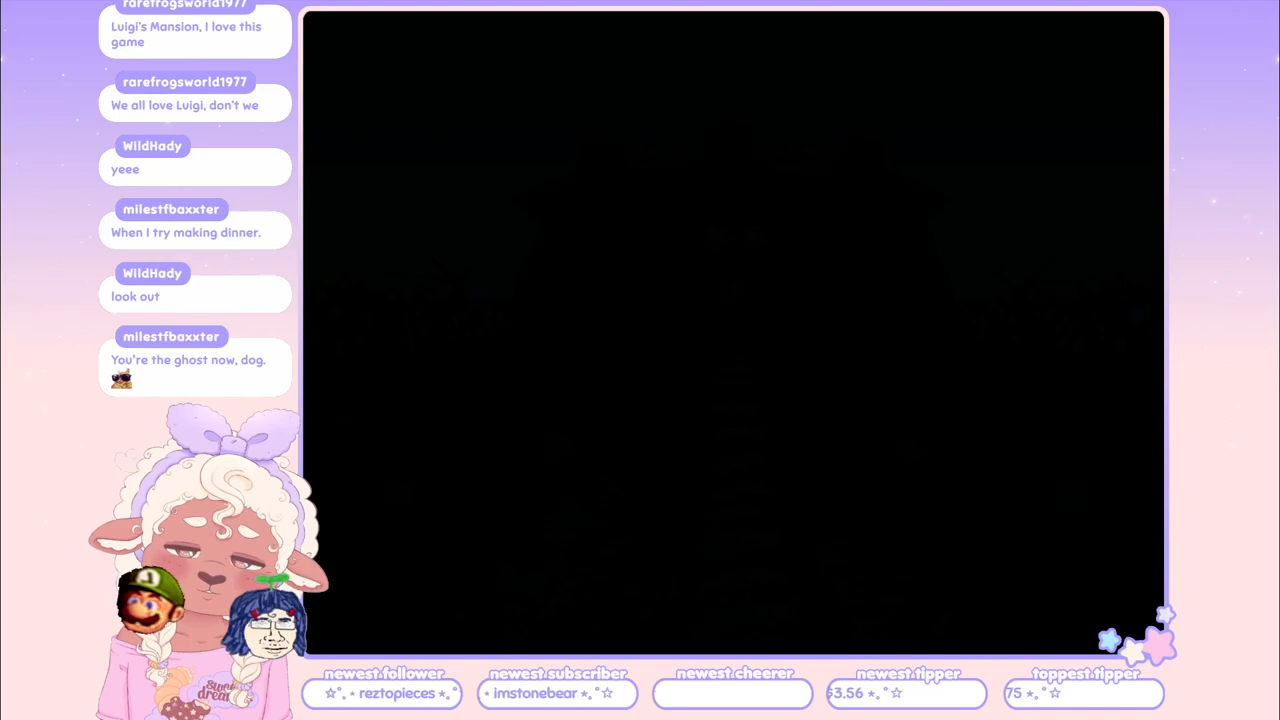 rarefrogsworld1977
Luigi's Mansion, I love this
game
rarefrogsworld1977
We all love Luigi, don't we
WildHady
yeee
milestfbaxxter
When I try making dinner.
WildHady
look out
milestfbaxxter
You're the ghost now, dog.
newest follower
☆˚. ⋆ reztopieces ⋆.˚
newest subscriber
⋆ imstonebear ⋆.˚☆
newest cheerer
newest tipper
$3.56 ⋆.˚☆
toppest tipper
75 ⋆.˚☆